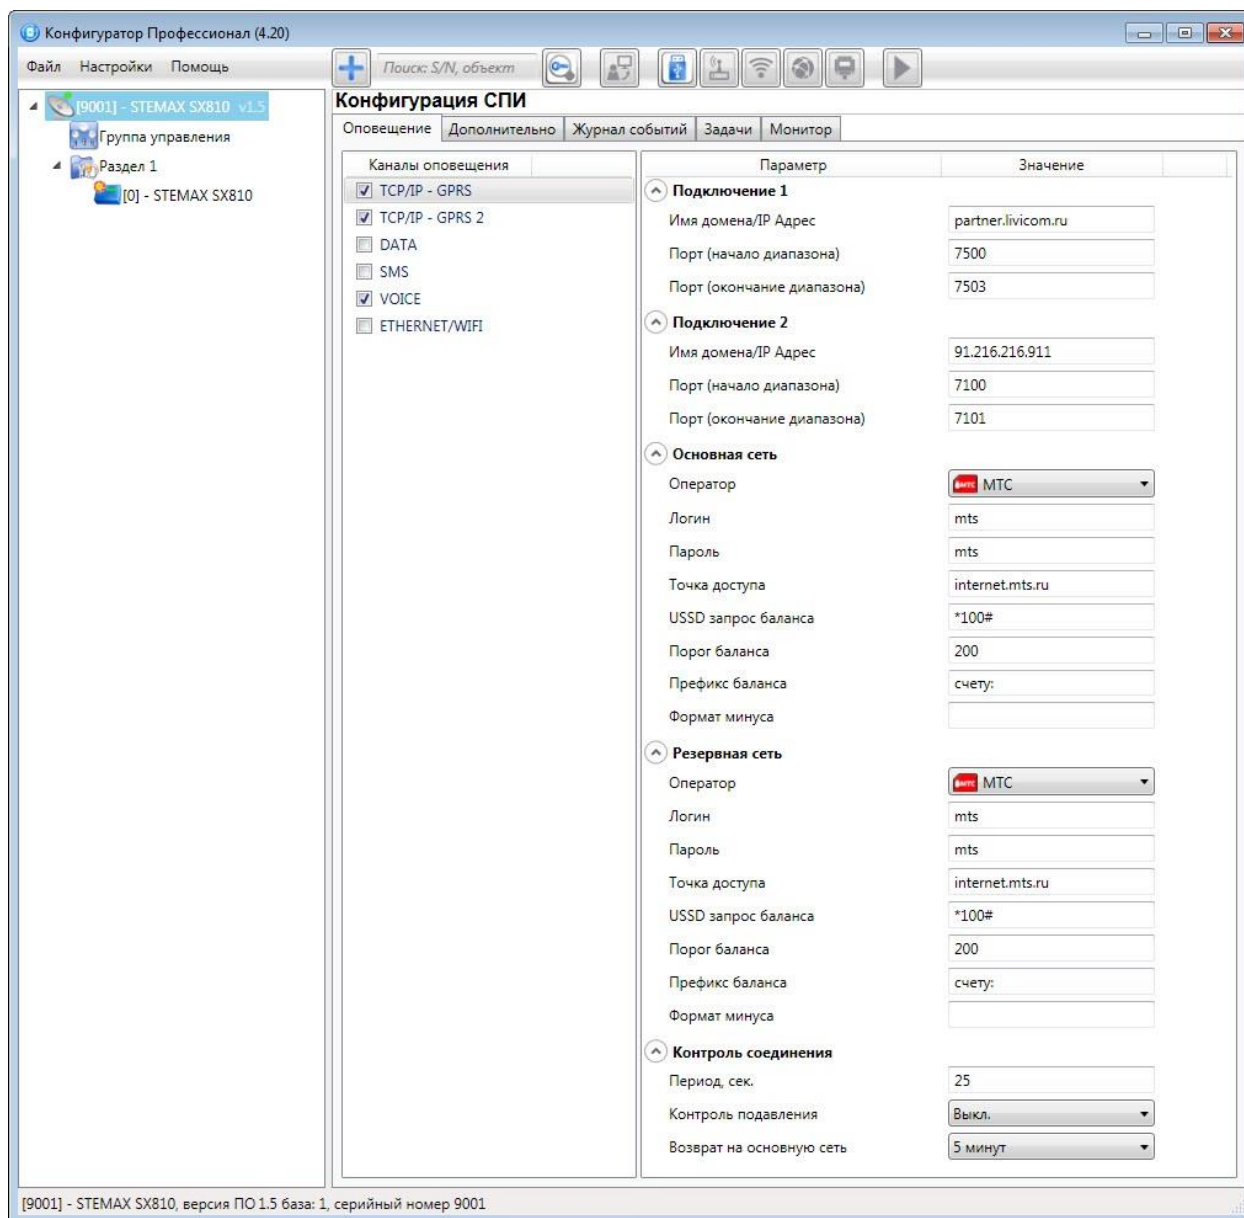 Конфигуратор Профессионал (4.20)
Файл Настройки Помощь Поиск: S/N, объект
[9001] - STEMAX SX810 v1.5
Группа управления
Раздел 1
[0] - STEMAX SX810
Конфигурация СПИ
Оповещение Дополнительно Журнал событий Задачи Монитор
Каналы оповещения
TCP/IP - GPRS
TCP/IP - GPRS 2
DATA
SMS
VOICE
ETHERNET/WIFI
Параметр Значение
Подключение 1
Имя домена/IP Адрес partner.livicom.ru
Порт (начало диапазона) 7500
Порт (окончание диапазона) 7503
Подключение 2
Имя домена/IP Адрес 91.216.216.911
Порт (начало диапазона) 7100
Порт (окончание диапазона) 7101
Основная сеть
Оператор МТС
Логин mts
Пароль mts
Точка доступа internet.mts.ru
USSD запрос баланса *100#
Порог баланса 200
Префикс баланса счету:
Формат минуса
Резервная сеть
Оператор МТС
Логин mts
Пароль mts
Точка доступа internet.mts.ru
USSD запрос баланса *100#
Порог баланса 200
Префикс баланса счету:
Формат минуса
Контроль соединения
Период, сек. 25
Контроль подавления Выкл.
Возврат на основную сеть 5 минут
[9001] - STEMAX SX810, версия ПО 1.5 база: 1, серийный номер 9001